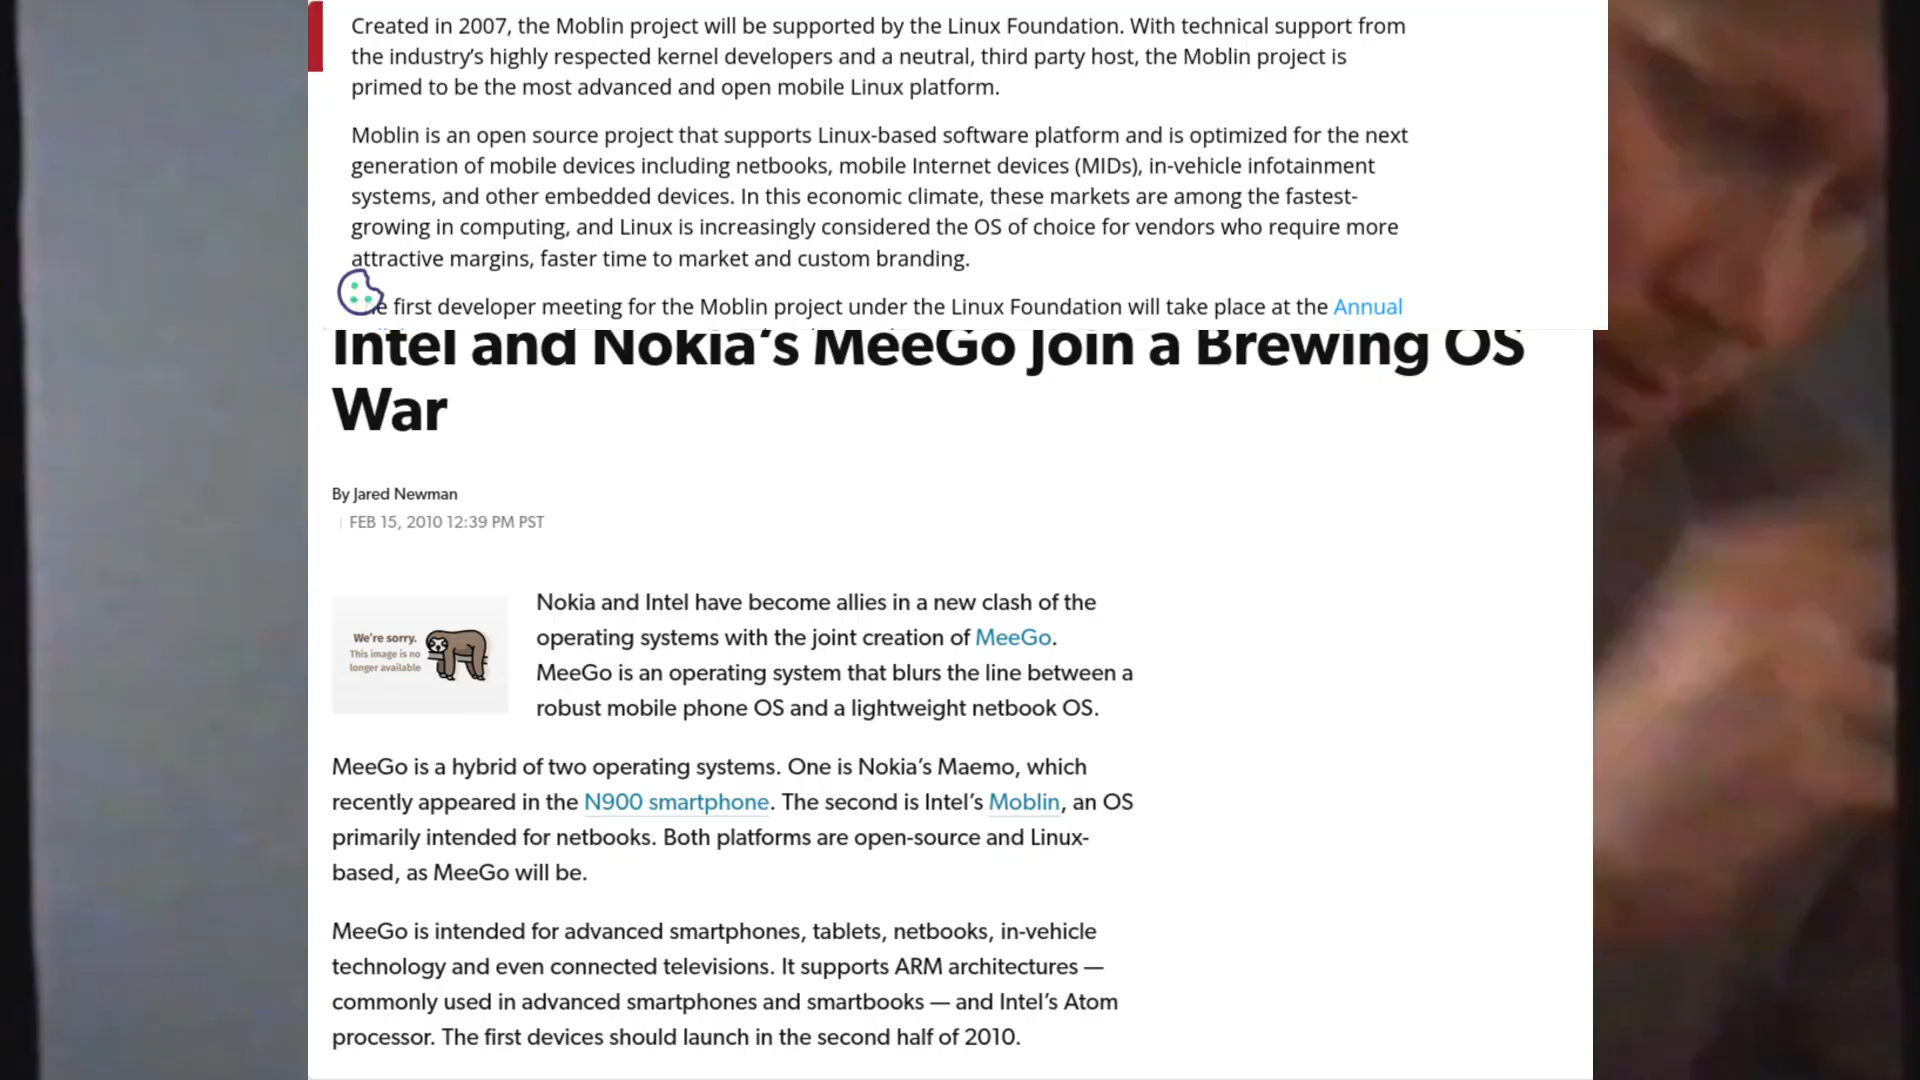 Created in 2007, the Moblin project will be supported by the Linux Foundation. With technical support from
the industry’s highly respected kernel developers and a neutral, third party host, the Moblin project is
primed to be the most advanced and open mobile Linux platform.
Moblin is an open source project that supports Linux-based software platform and is optimized for the next
generation of mobile devices including netbooks, mobile Internet devices (MIDs), in-vehicle infotainment
systems, and other embedded devices. In this economic climate, these markets are among the fastest-
growing in computing, and Linux is increasingly considered the OS of choice for vendors who require more
attractive margins, faster time to market and custom branding.
first developer meeting for the Moblin project under the Linux Foundation will take place at the Annual
Intel and Nokia’s MeeGo Join a Brewing OS
War
By Jared Newman
FEB 15, 2010 12:39 PM PST
We're sorry.
This image is no
longer available
Nokia and Intel have become allies in a new clash of the
operating systems with the joint creation of MeeGo.
MeeGo is an operating system that blurs the line between a
robust mobile phone OS and a lightweight netbook OS.
MeeGo is a hybrid of two operating systems. One is Nokia’s Maemo, which
recently appeared in the N900 smartphone. The second is Intel’s Moblin, an OS
primarily intended for netbooks. Both platforms are open-source and Linux-
based, as MeeGo will be.
MeeGo is intended for advanced smartphones, tablets, netbooks, in-vehicle
technology and even connected televisions. It supports ARM architectures —
commonly used in advanced smartphones and smartbooks — and Intel’s Atom
processor. The first devices should launch in the second half of 2010.